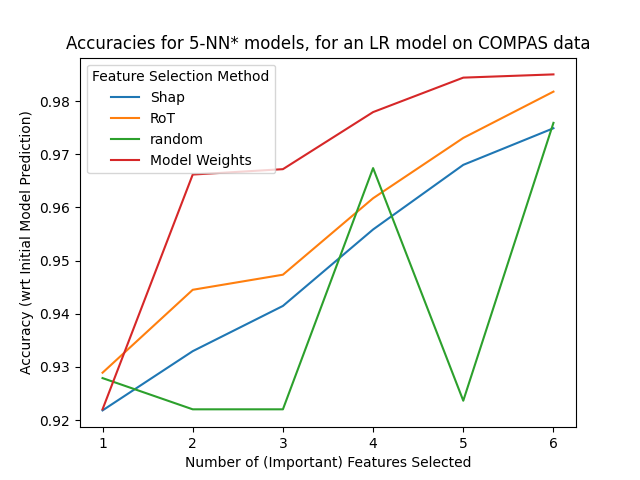 Accuracies for 5-NN* models, for an LR model on COMPAS data
Feature Selection Method
Shap
RoT
random
Model Weights
Accuracy (wrt Initial Model Prediction)
0.98
0.97
0.96
0.95
0.94
0.93
0.92
1 2 3 4 5 6
Number of (Important) Features Selected